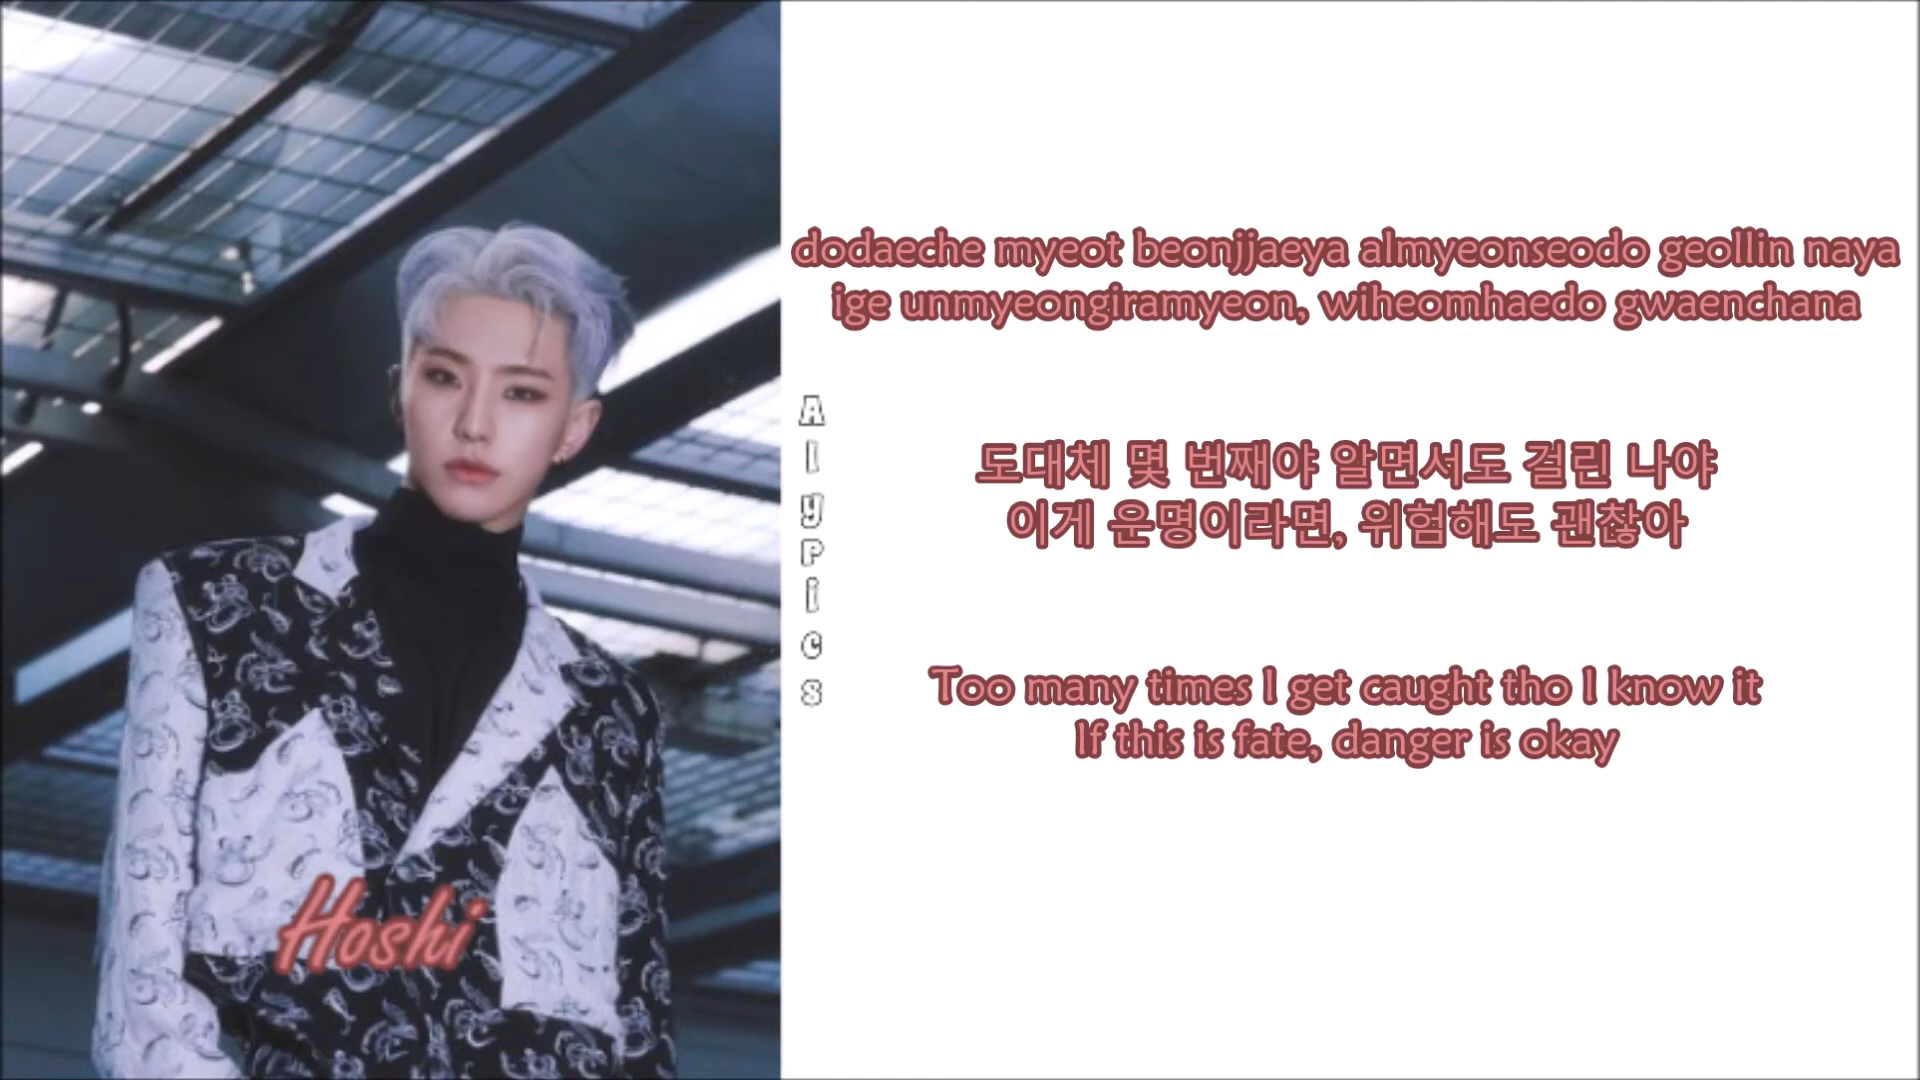 dodaeche myeot beonjjaeya almyeonseodo geollin naya
ige unmyeongiramyeon, wiheomhaedo gwaenchana
도대체 몇 번째야 알면서도 걸린 나야
이게 운명이라면, 위험해도 괜찮아
Too many times I get caught tho I know it
If this is fate, danger is okay
AlyPics
Hoshi